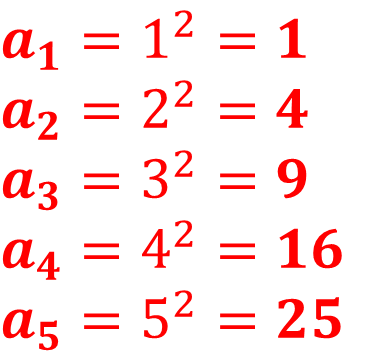 a₁ = 1² = 1
a₂ = 2² = 4
a₃ = 3² = 9
a₄ = 4² = 16
a₅ = 5² = 25